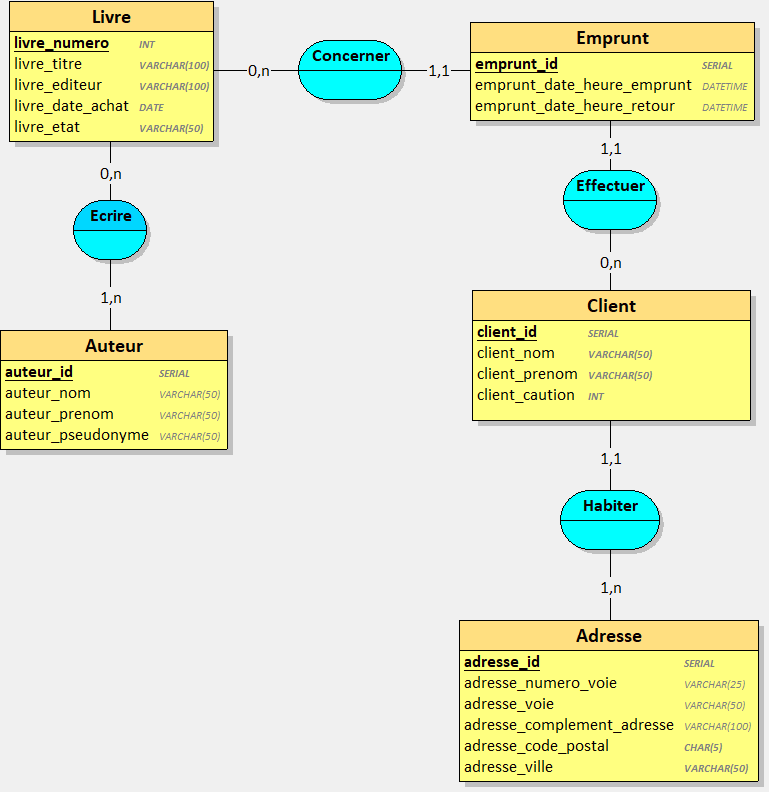 Livre
livre_numero INT
livre_titre VARCHAR(100)
livre_editeur VARCHAR(100)
livre_date_achat DATE
livre_etat VARCHAR(50)
0,n
Concerner
1,1
Emprunt
emprunt_id SERIAL
emprunt_date_heure_emprunt DATETIME
emprunt_date_heure_retour DATETIME
0,n
Ecrire
1,n
Auteur
auteur_id SERIAL
auteur_nom VARCHAR(50)
auteur_prenom VARCHAR(50)
auteur_pseudonyme VARCHAR(50)
1,1
Effectuer
0,n
Client
client_id SERIAL
client_nom VARCHAR(50)
client_prenom VARCHAR(50)
client_caution INT
1,1
Habiter
1,n
Adresse
adresse_id SERIAL
adresse_numero_voie VARCHAR(25)
adresse_voie VARCHAR(50)
adresse_complement_adresse VARCHAR(100)
adresse_code_postal CHAR(5)
adresse_ville VARCHAR(50)